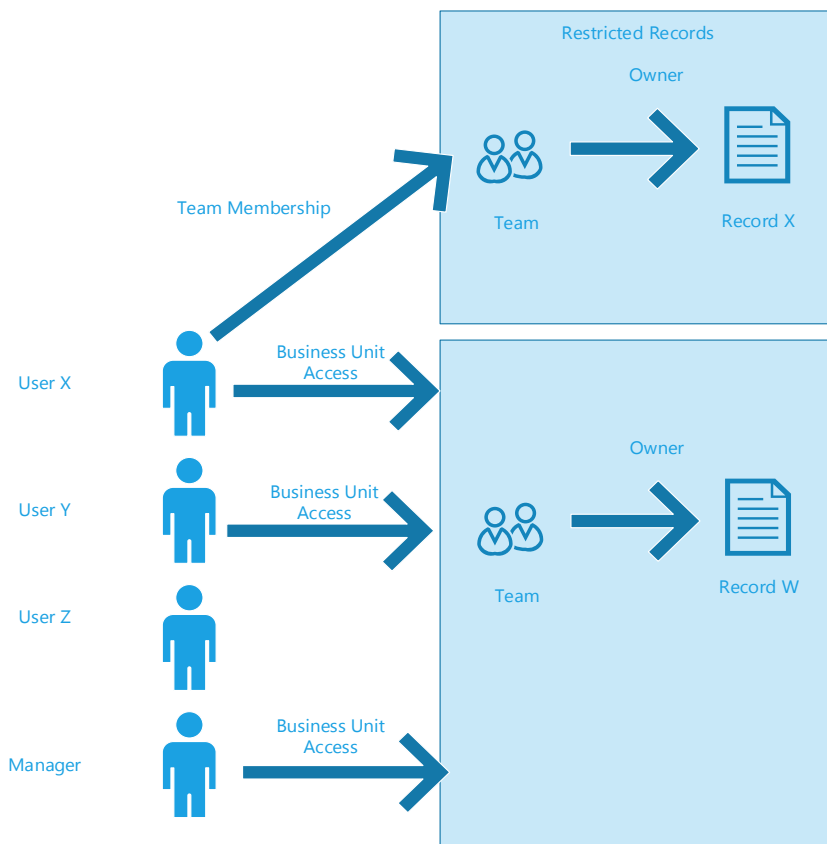 Restricted Records
Owner
Team Membership
Team
Record X
Business Unit
Access
User X
Owner
Business Unit
Access
User Y
Record W
Team
User Z
Business Unit
Access
Manager